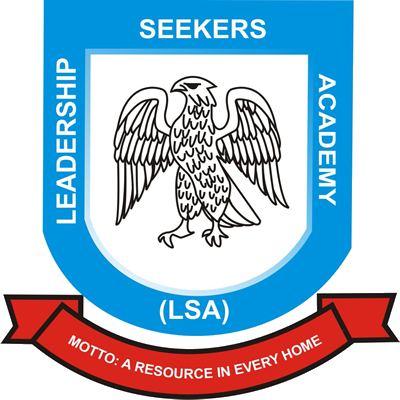 LEADERSHIP
SEEKERS
ACADEMY
(LSA)
MOTTO: A RESOURCE IN EVERY HOME